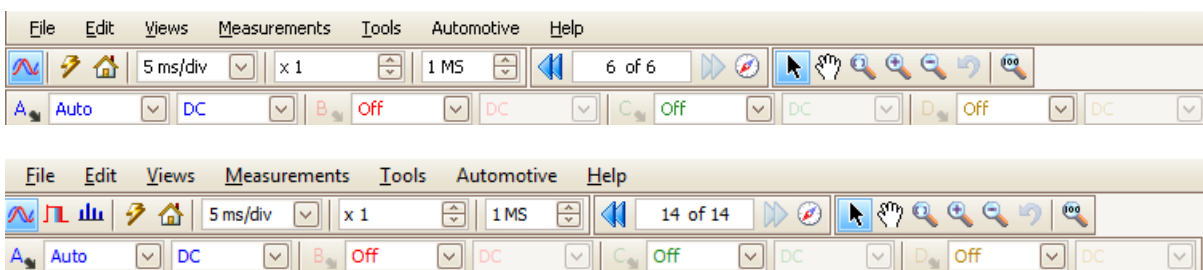 File Edit Views Measurements Tools Automotive Help
5 ms/div x 1 1 MS 6 of 6 100
A Auto DC B Off DC C Off DC D Off DC
File Edit Views Measurements Tools Automotive Help
5 ms/div x 1 1 MS 14 of 14 100
A Auto DC B Off DC C Off DC D Off DC